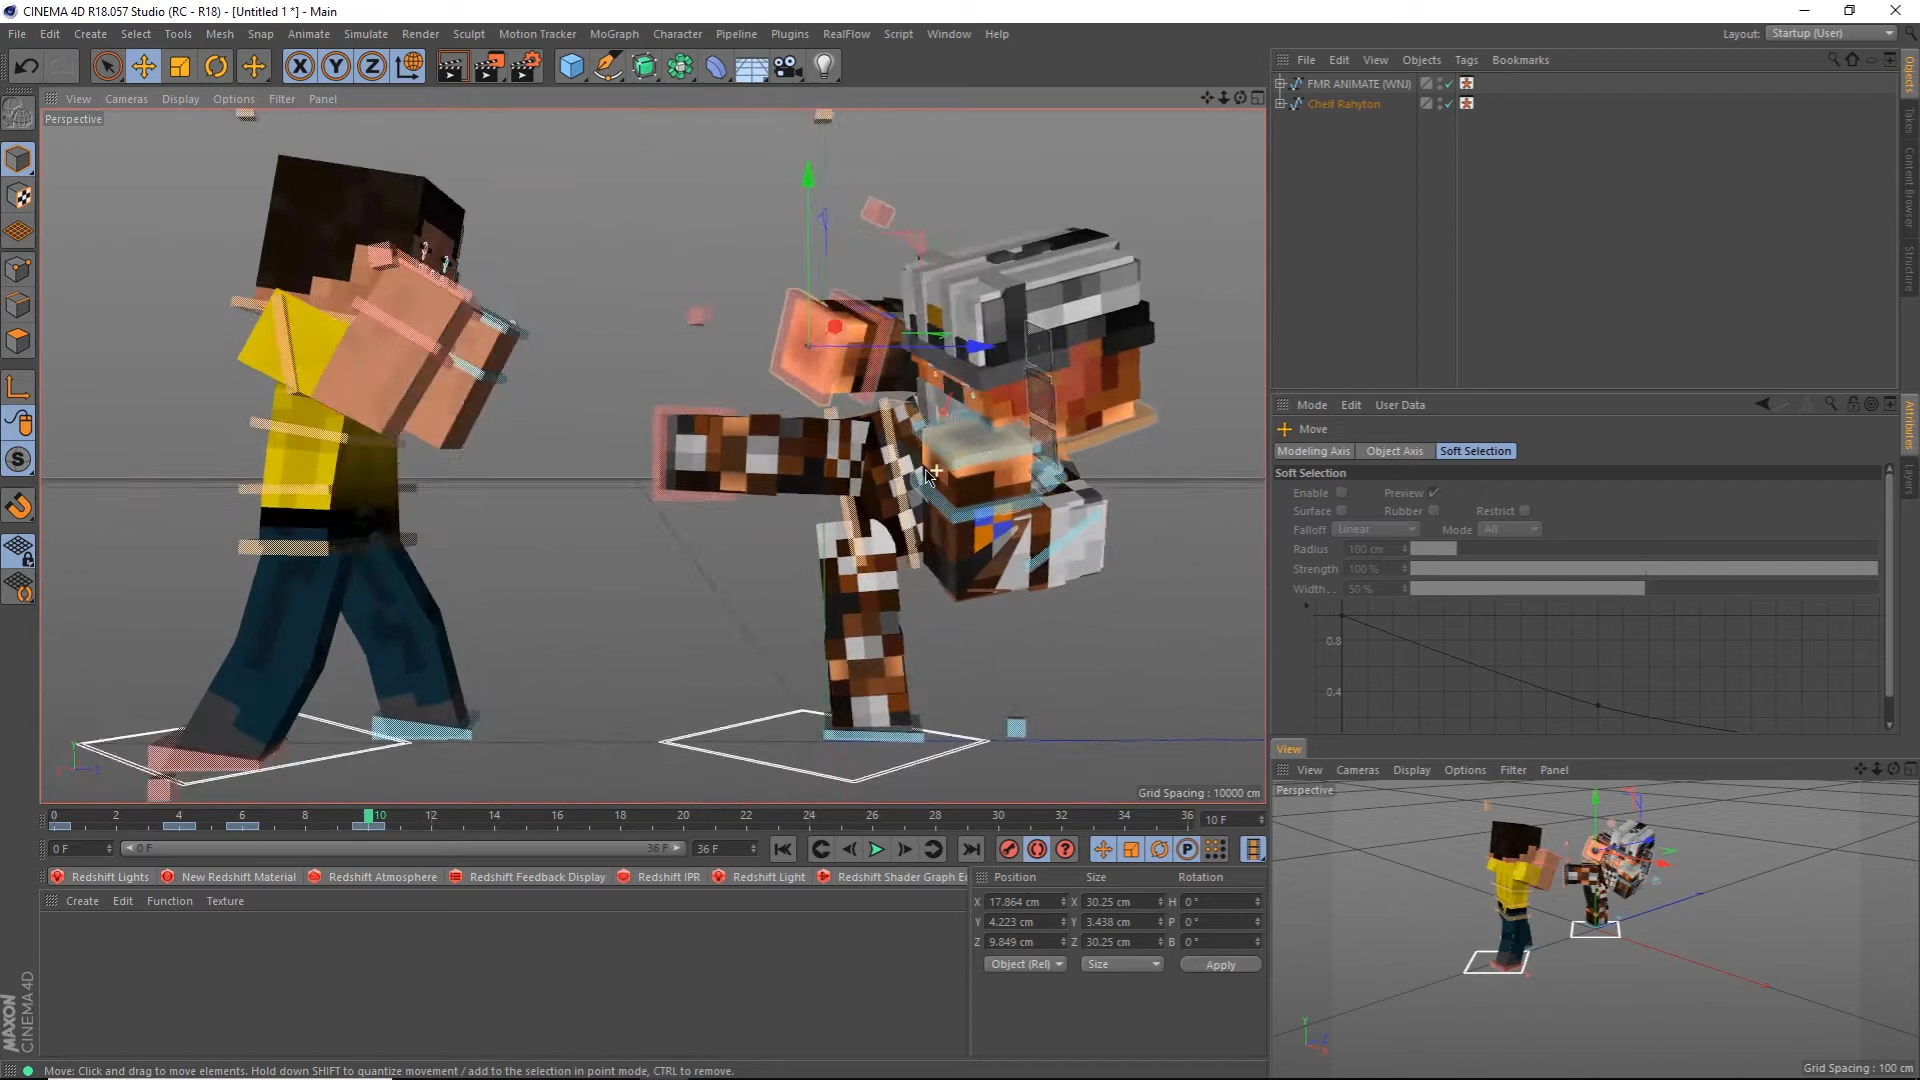 CINEMA 4D R18.057 Studio (RC - R18) - [Untitled 1 *] - Main
File Edit Create Select Tools Mesh Snap Animate Simulate Render Sculpt Motion Tracker MoGraph Character Pipeline Plugins RealFlow Script Window Help
Layout: Startup (User)
View Cameras Display Options Filter Panel
Perspective
File Edit View Objects Tags Bookmarks
FMR ANIMATE (WNJ)
Cheif Rahyton
Objects
Takes
Content Browser
Structure
Mode Edit User Data
Move
Modeling Axis Object Axis Soft Selection
Soft Selection
Enable Preview
Surface Rubber Restrict
Falloff Linear Mode All
Radius 100 cm
Strength 100 %
Width.. 50 %
0.8
0.4
Attributes
Layers
Grid Spacing : 10000 cm
0 2 4 6 8 10 12 14 16 18 20 22 24 26 28 30 32 34 36 10 F
0 F 0 F 36 F 36 F
Redshift Lights New Redshift Material Redshift Atmosphere Redshift Feedback Display Redshift IPR Redshift Light Redshift Shader Graph Ec
Create Edit Function Texture
Position Size Rotation
X 17.864 cm X 30.25 cm H 0 °
Y 4.223 cm Y 3.438 cm P 0 °
Z 9.849 cm Z 30.25 cm B 0 °
Object (Rel) Size Apply
View
View Cameras Display Options Filter Panel
Perspective
Grid Spacing : 100 cm
MAXON
CINEMA 4D
Move: Click and drag to move elements. Hold down SHIFT to quantize movement / add to the selection in point mode, CTRL to remove.